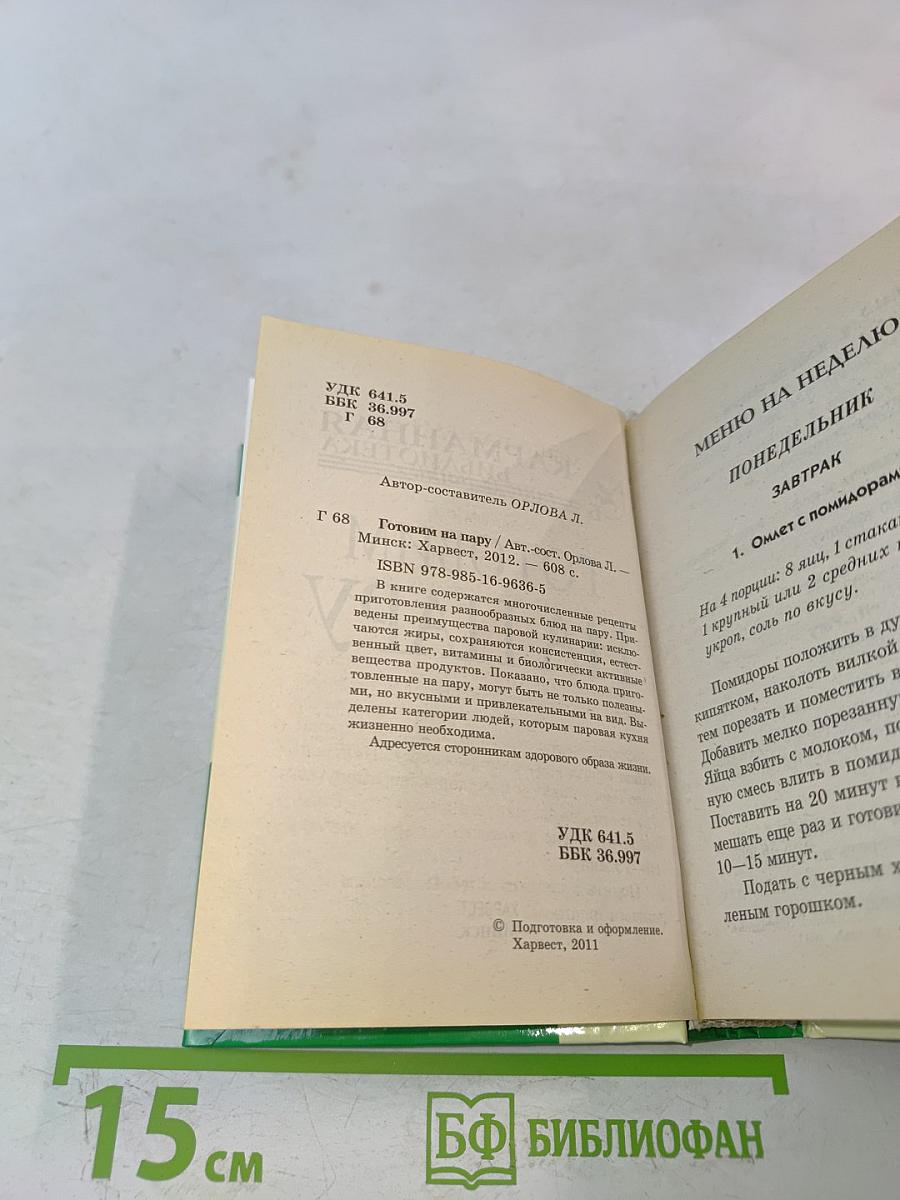 УДК 641.5
ББК 36.997
Г 68
Автор-составитель ОРЛОВА Л.
Г 68 Готовим на пару / Авт.-сост. Орлова Л. —
Минск: Харвест, 2012. — 608 с.
ISBN 978-985-16-9636-5
В книге содержатся многочисленные рецепты
приготовления разнообразных блюд на пару. При-
ведены преимущества паровой кулинарии: исклю-
чаются жиры, сохраняются консистенция, естест-
венный цвет, витамины и биологически активные
вещества продуктов. Показано, что блюда приго-
товленные на пару, могут быть не только полезны-
ми, но вкусными и привлекательными на вид. Вы-
делены категории людей, которым паровая кухня
жизненно необходима.
Адресуется сторонникам здорового образа жизни.
УДК 641.5
ББК 36.997
© Подготовка и оформление.
Харвест, 2011
МЕНЮ НА НЕДЕЛЮ
ПОНЕДЕЛЬНИК
ЗАВТРАК
1. Омлет с помидорам
На 4 порции: 8 яиц, 1 стакан
1 крупный или 2 средних
укроп, соль по вкусу.
Помидоры положить в ду
кипятком, наколоть вилкой
тем порезать и поместить в
Добавить мелко порезанну
Яйца взбить с молоком, по
ную смесь влить в помид
Поставить на 20 минут
мешать еще раз и готови
10—15 минут.
Подать с черным х
леным горошком.
15 см
БФ БИБЛИОФАН